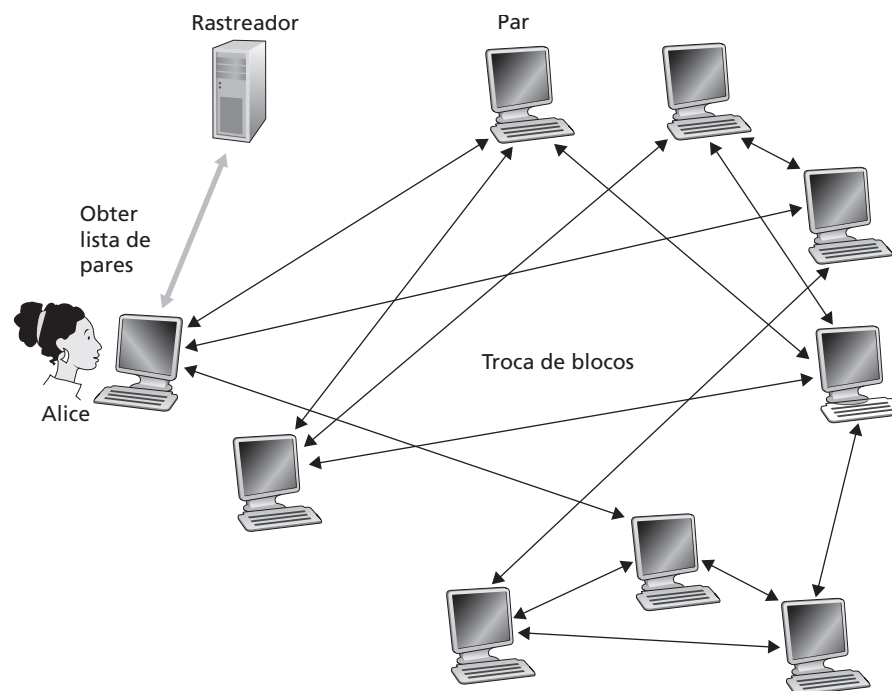 Rastreador
Par
Obter
lista de
pares
Troca de blocos
Alice